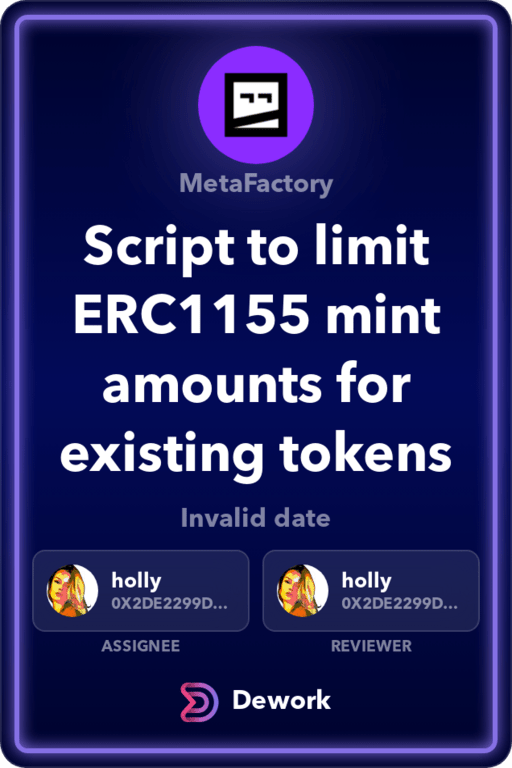 MetaFactory
Script to limit
ERC1155 mint
amounts for
existing tokens
Invalid date
holly
0X2DE2299D...
ASSIGNEE
holly
0X2DE2299D...
REVIEWER
Dework